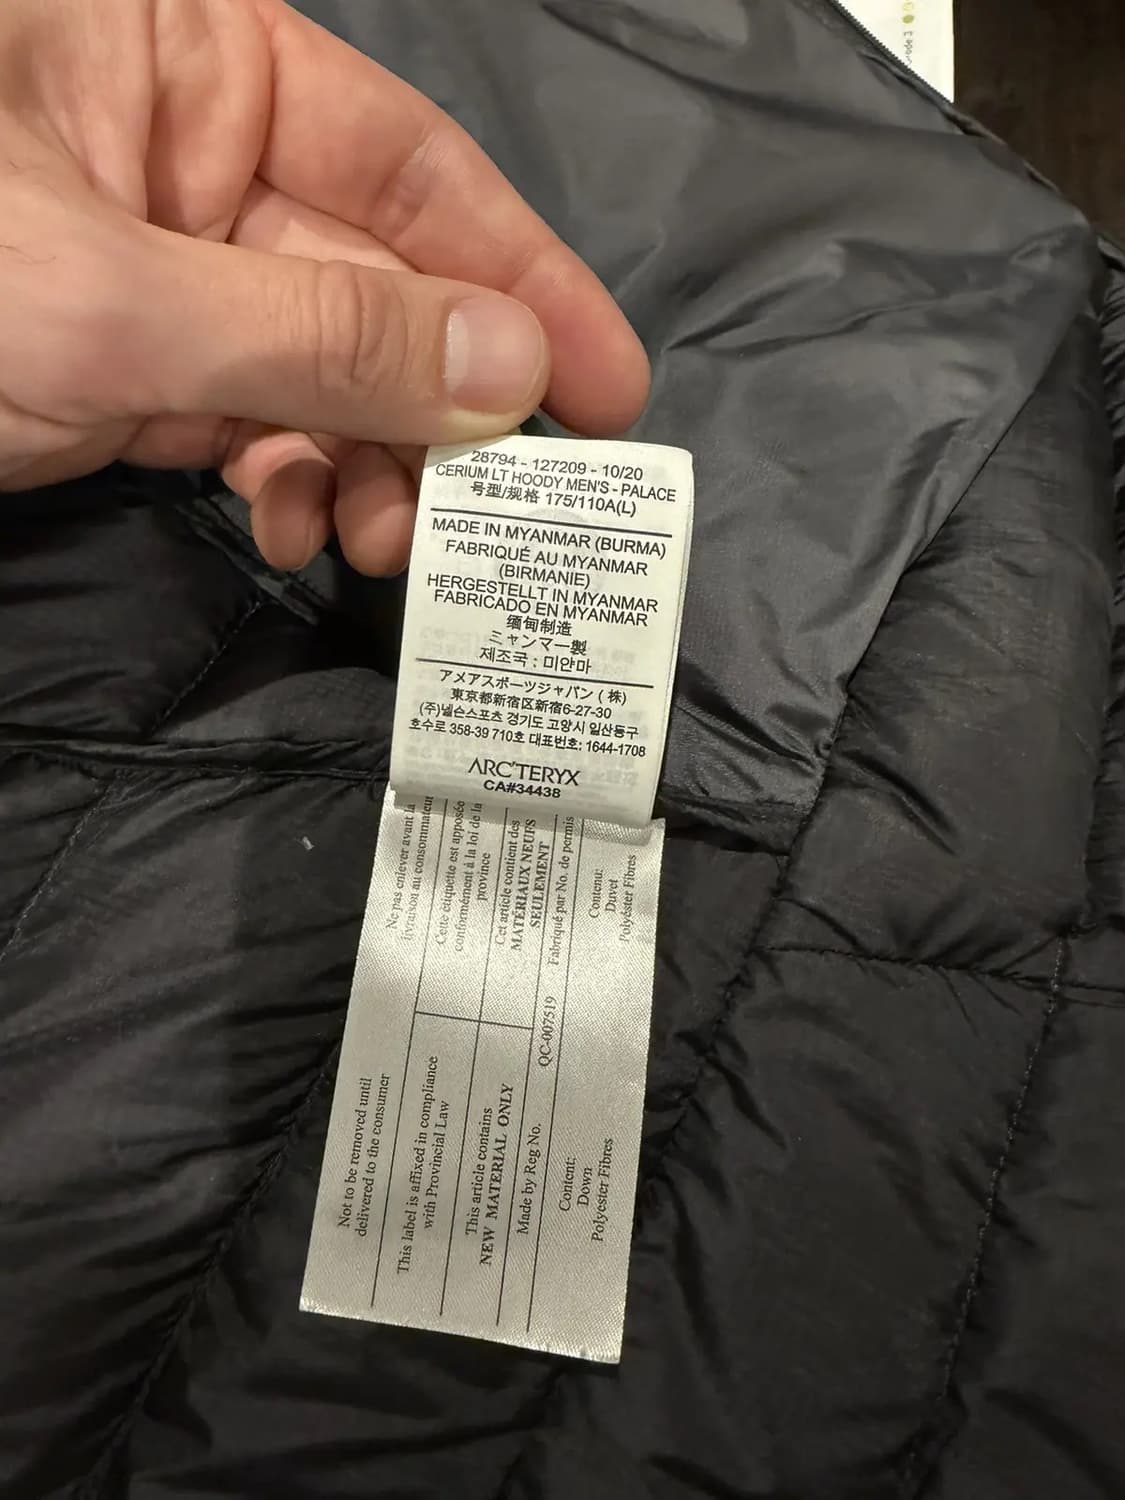 28794 - 127209 - 10/20
CERIUM LT HOODY MEN'S - PALACE
号型/规格 175/110A(L)
MADE IN MYANMAR (BURMA)
FABRIQUÉ AU MYANMAR
(BIRMANIE)
HERGESTELLT IN MYANMAR
FABRICADO EN MYANMAR
缅甸制造
ミャンマー製
제조국 : 미얀마
アメアスポーツジャパン ( 株)
東京都新宿区新宿6-27-30
(주)넬슨스포츠 경기도 고양시 일산동구
호수로 358-39 710호 대표번호: 1644-1708
ARC'TERYX
CA#34438
Ne pas enlever avant la
livraison au consommateur
Cette étiquette est apposée
conformément à la loi de la
province
Cet article contient des
MATÉRIAUX NEUFS
SEULEMENT
Fabriqué par No. de permis
Contenu:
Duvet
Polyester Fibres
QC-007519
Not to be removed until
delivered to the consumer
This label is affixed in compliance
with Provincial Law
This article contains
NEW MATERIAL ONLY
Made by Reg No.
Content:
Down
Polyester Fibres